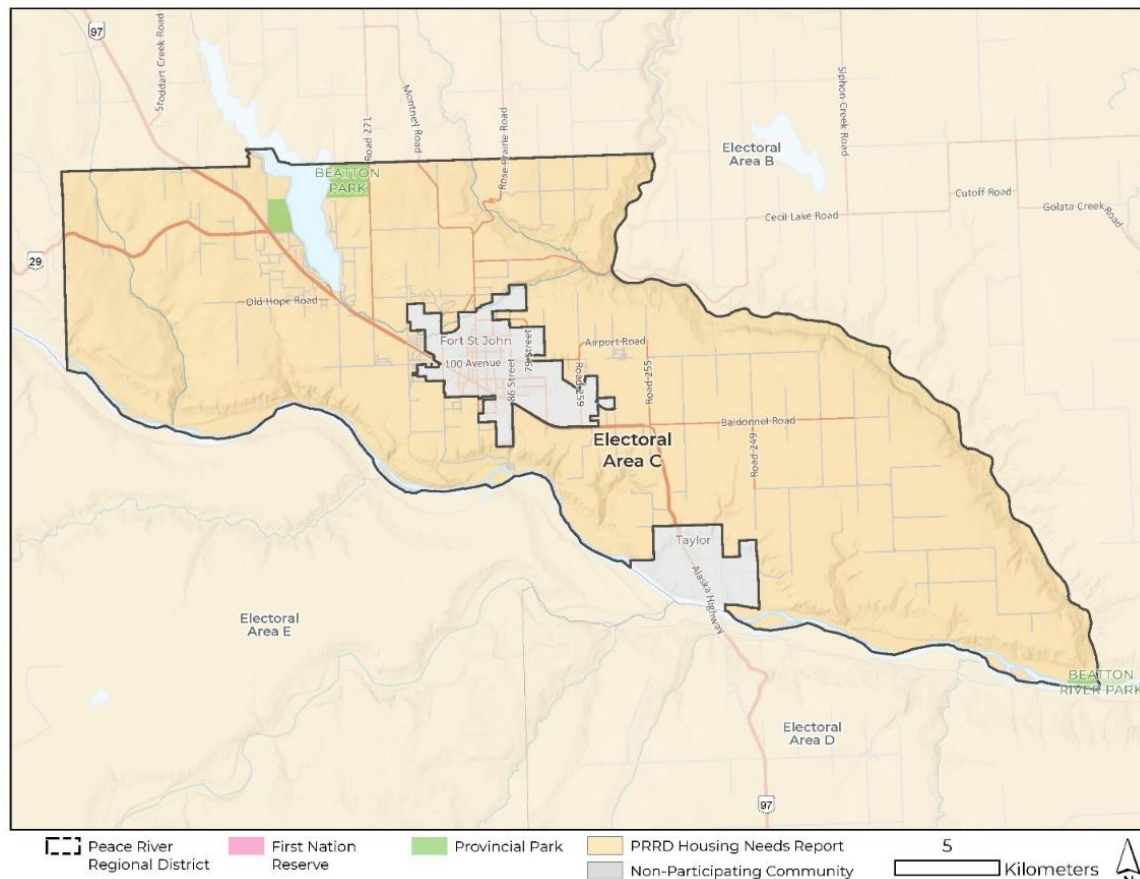 97
Stoddart Creek Road
Road 271
Montney Road
Rose Prairie Road
Siphon Creek Road
Electoral
Area B
BEATTON
PARK
Cutoff Road
Golata Creek Road
Cecil Lake Road
29
Old Hope Road
Fort St John
79 Street
Airport Road
100 Avenue
86 Street
Road 259
Road 255
Baldonnel Road
Electoral
Area C
Road 249
Taylor
Alaska Highway
Electoral
Area E
BEATTON
RIVER PARK
Electoral
Area D
97
Peace River
Regional District
First Nation
Reserve
Provincial Park
PRRD Housing Needs Report
Non-Participating Community
5
Kilometers
N